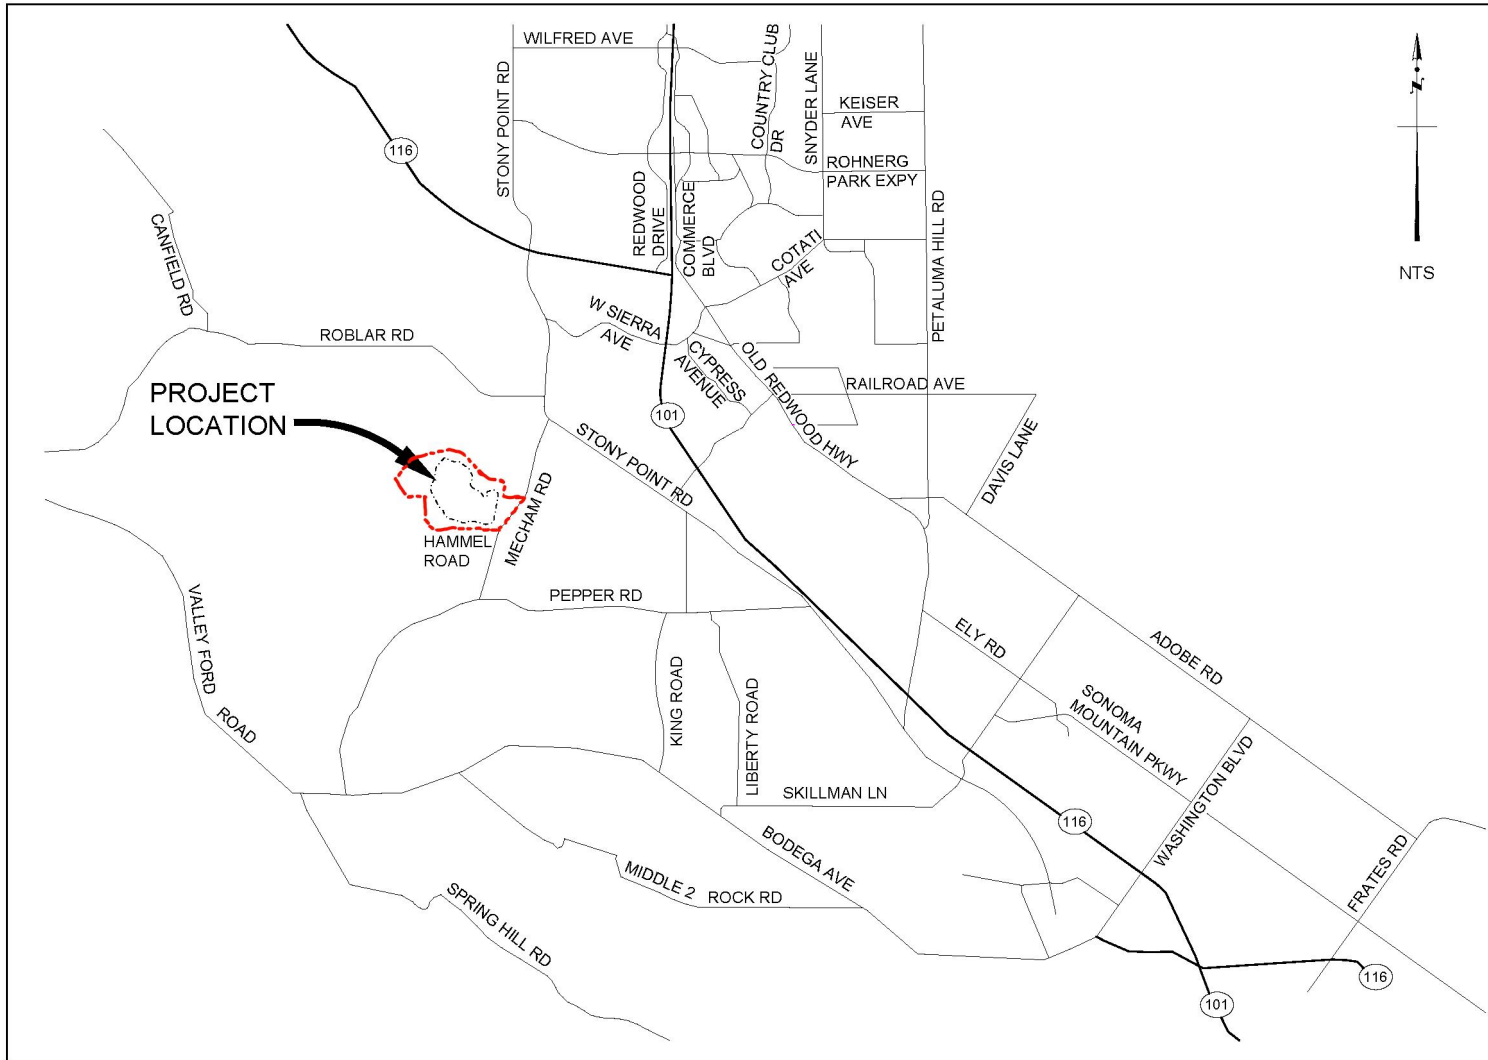 WILFRED AVE
STONY POINT RD
COUNTRY CLUB
DR
SNYDER LANE
KEISER
AVE
N
116
ROHNERG
PARK EXPY
REDWOOD
DRIVE
COMMERCE
BLVD
PETALUMA HILL RD
CANFIELD RD
COTATI
AVE
NTS
W SIERRA
AVE
ROBLAR RD
CYPRESS
AVENUE
OLD REDWOOD HWY
RAILROAD AVE
PROJECT
LOCATION
101
STONY POINT RD
DAVIS LANE
MECHAM RD
HAMMEL
ROAD
PEPPER RD
VALLEY FORD
ROAD
ELY RD
ADOBE RD
KING ROAD
LIBERTY ROAD
SONOMA
MOUNTAIN PKWY
WASHINGTON BLVD
SKILLMAN LN
116
BODEGA AVE
MIDDLE 2
ROCK RD
FRATES RD
SPRING HILL RD
116
101